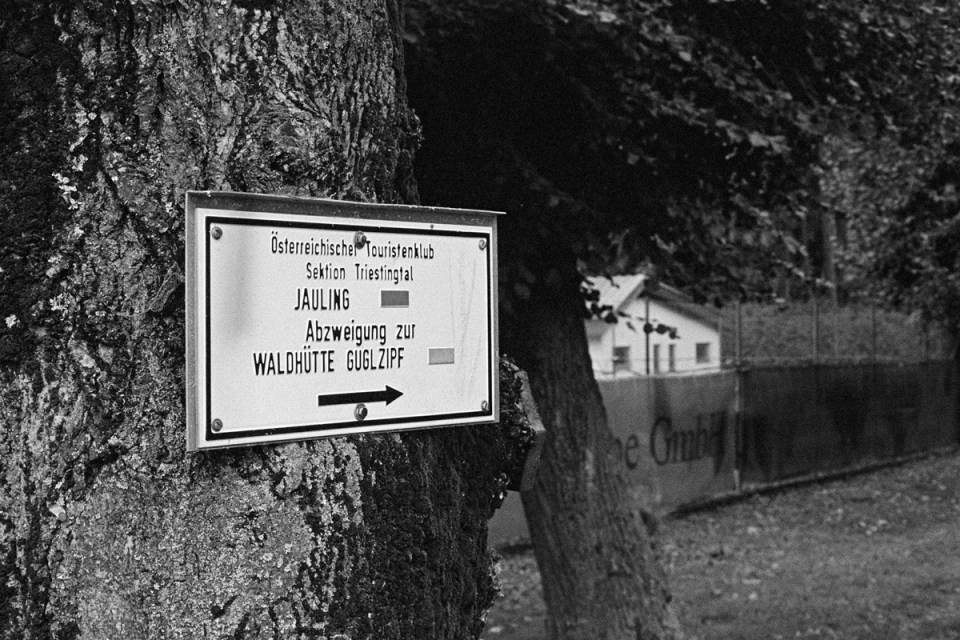 Österreichischer Touristenklub
Sektion Triestingtal
JAULING
Abzweigung zur
WALDHÜTTE GUGLZIPF
GmbH